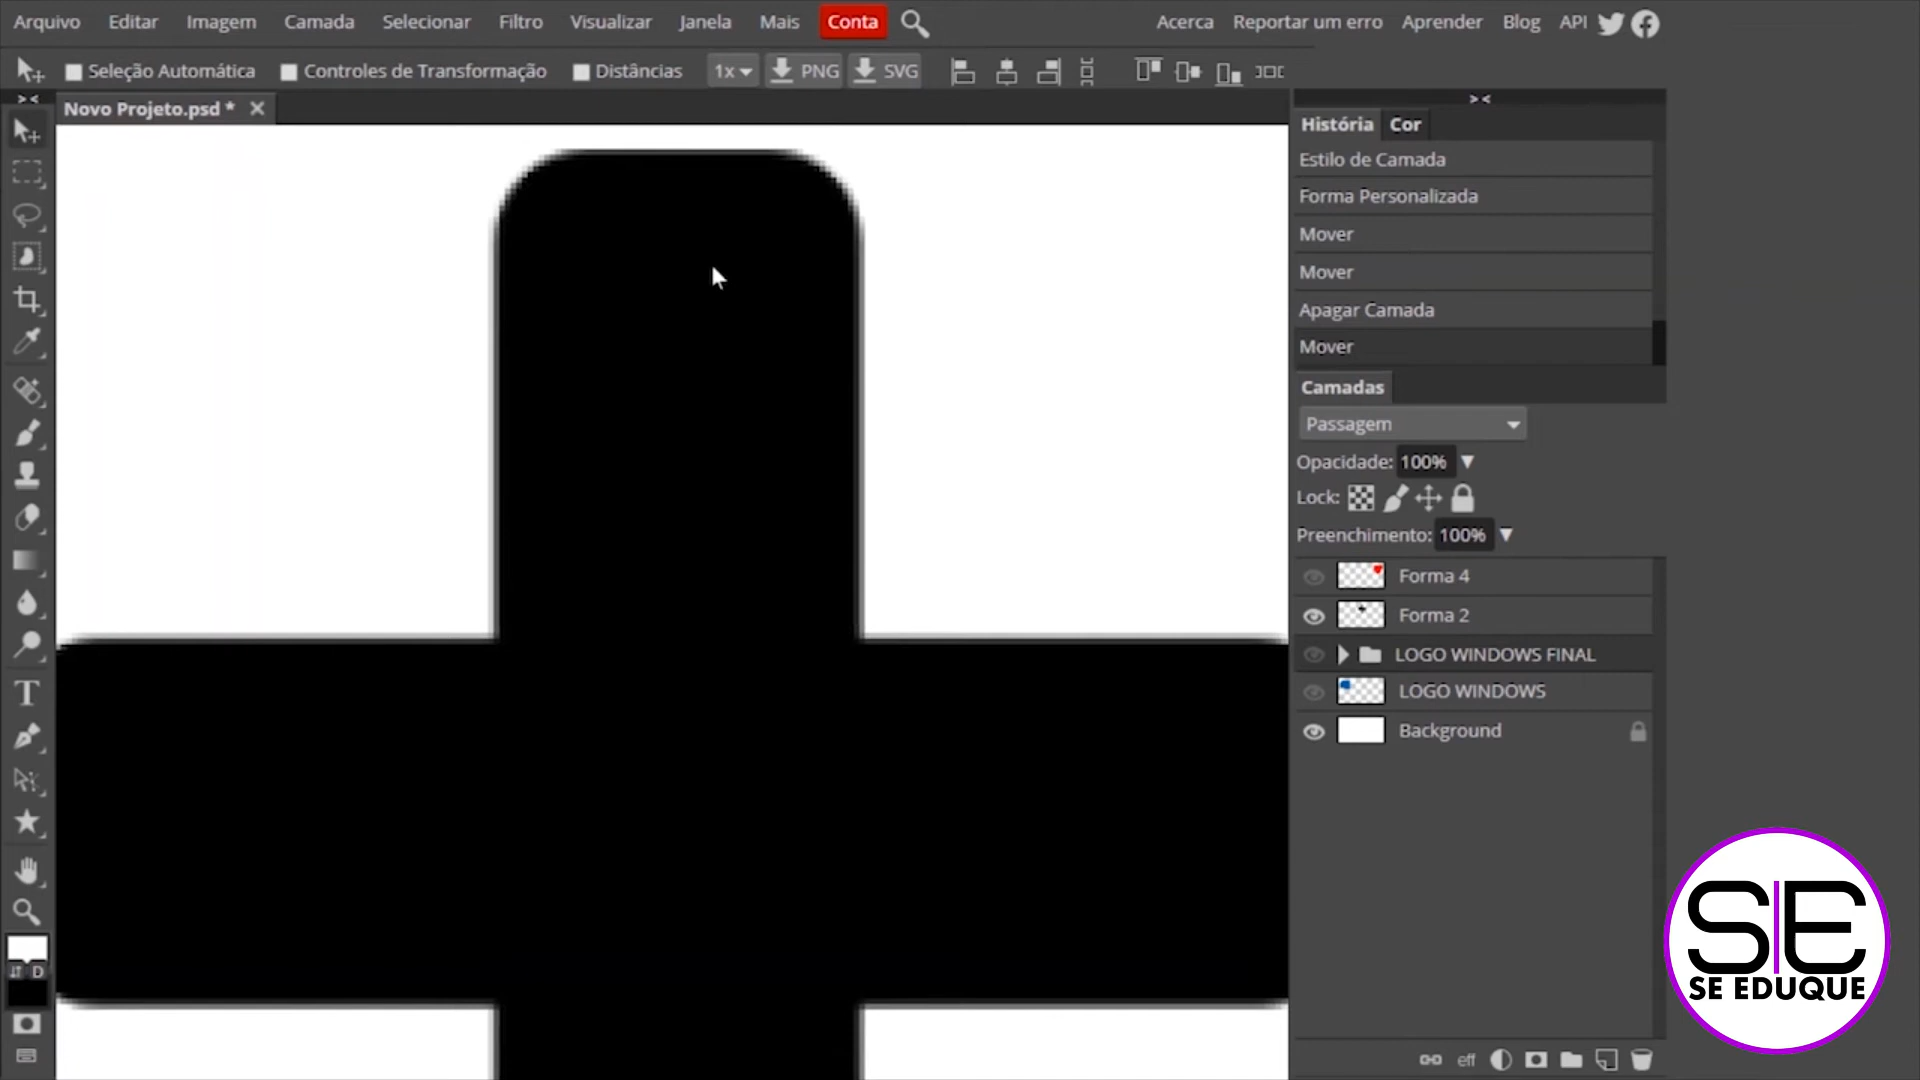 Arquivo Editar Imagem Camada Selecionar Filtro Visualizar Janela Mais Conta Acerca Reportar um erro Aprender Blog API
Seleção Automática Controles de Transformação Distâncias 1x PNG SVG
Novo Projeto.psd *
História Cor
Estilo de Camada
Forma Personalizada
Mover
Mover
Apagar Camada
Mover
Camadas
Passagem
Opacidade: 100%
Lock:
Preenchimento: 100%
Forma 4
Forma 2
LOGO WINDOWS FINAL
LOGO WINDOWS
Background
D
eff
SE
SE EDUQUE